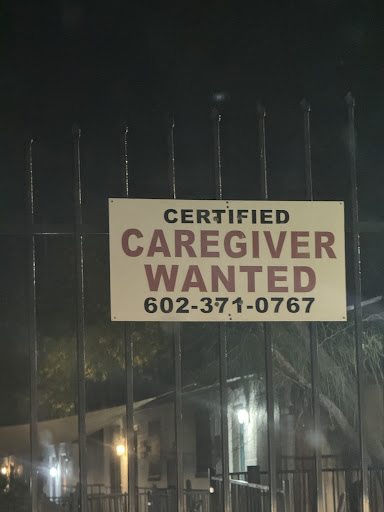 CERTIFIED
CAREGIVER
WANTED
602-371-0767